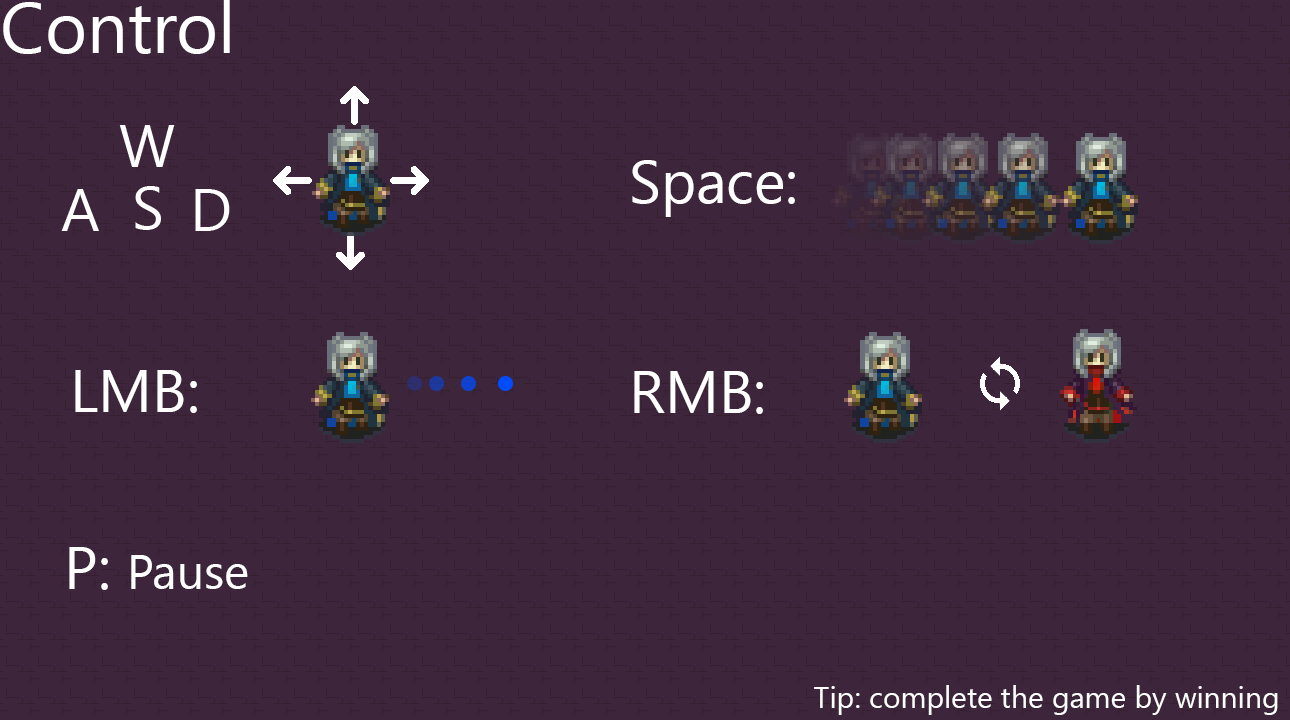 Control
W
A S D
Space:
LMB:
RMB:
P: Pause
Tip: complete the game by winning